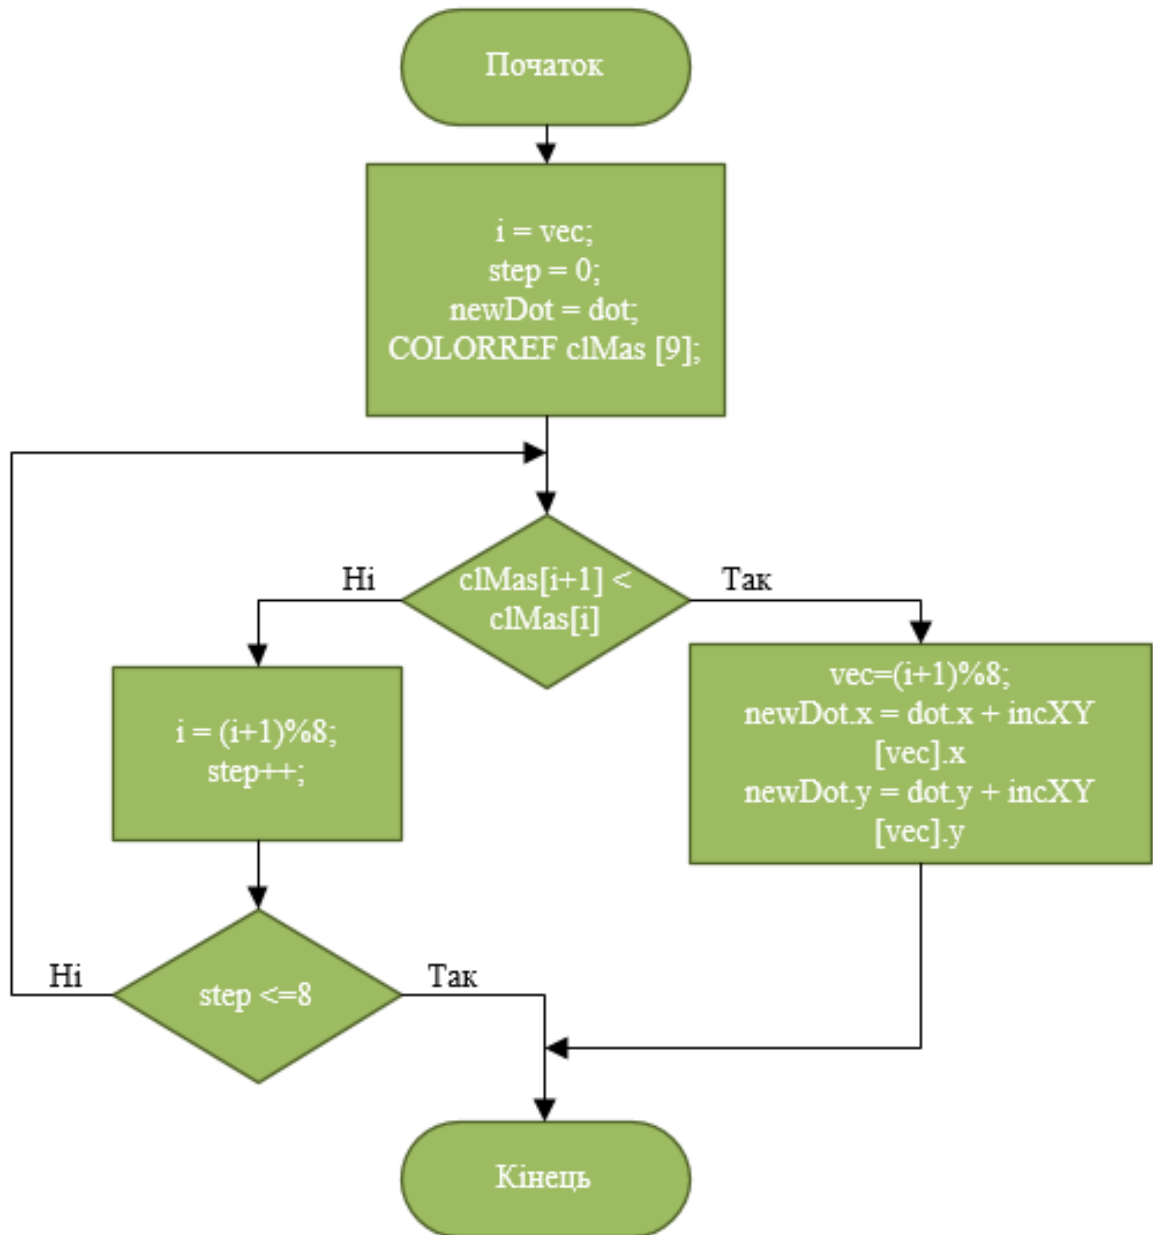 Початок
i = vec;
step = 0;
newDot = dot;
COLORREF clMas [9];
clMas[i+1] <
clMas[i]
Ні
Так
i = (i+1)%8;
step++;
vec=(i+1)%8;
newDot.x = dot.x + incXY
[vec].x
newDot.y = dot.y + incXY
[vec].y
step <=8
Ні
Так
Кінець